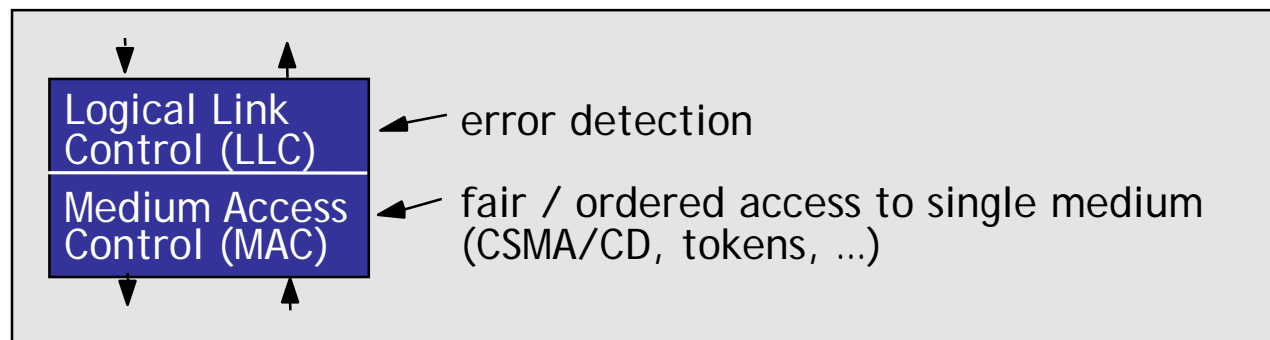 Logical Link
Control (LLC)
error detection
Medium Access
Control (MAC)
fair / ordered access to single medium
(CSMA/CD, tokens, ...)